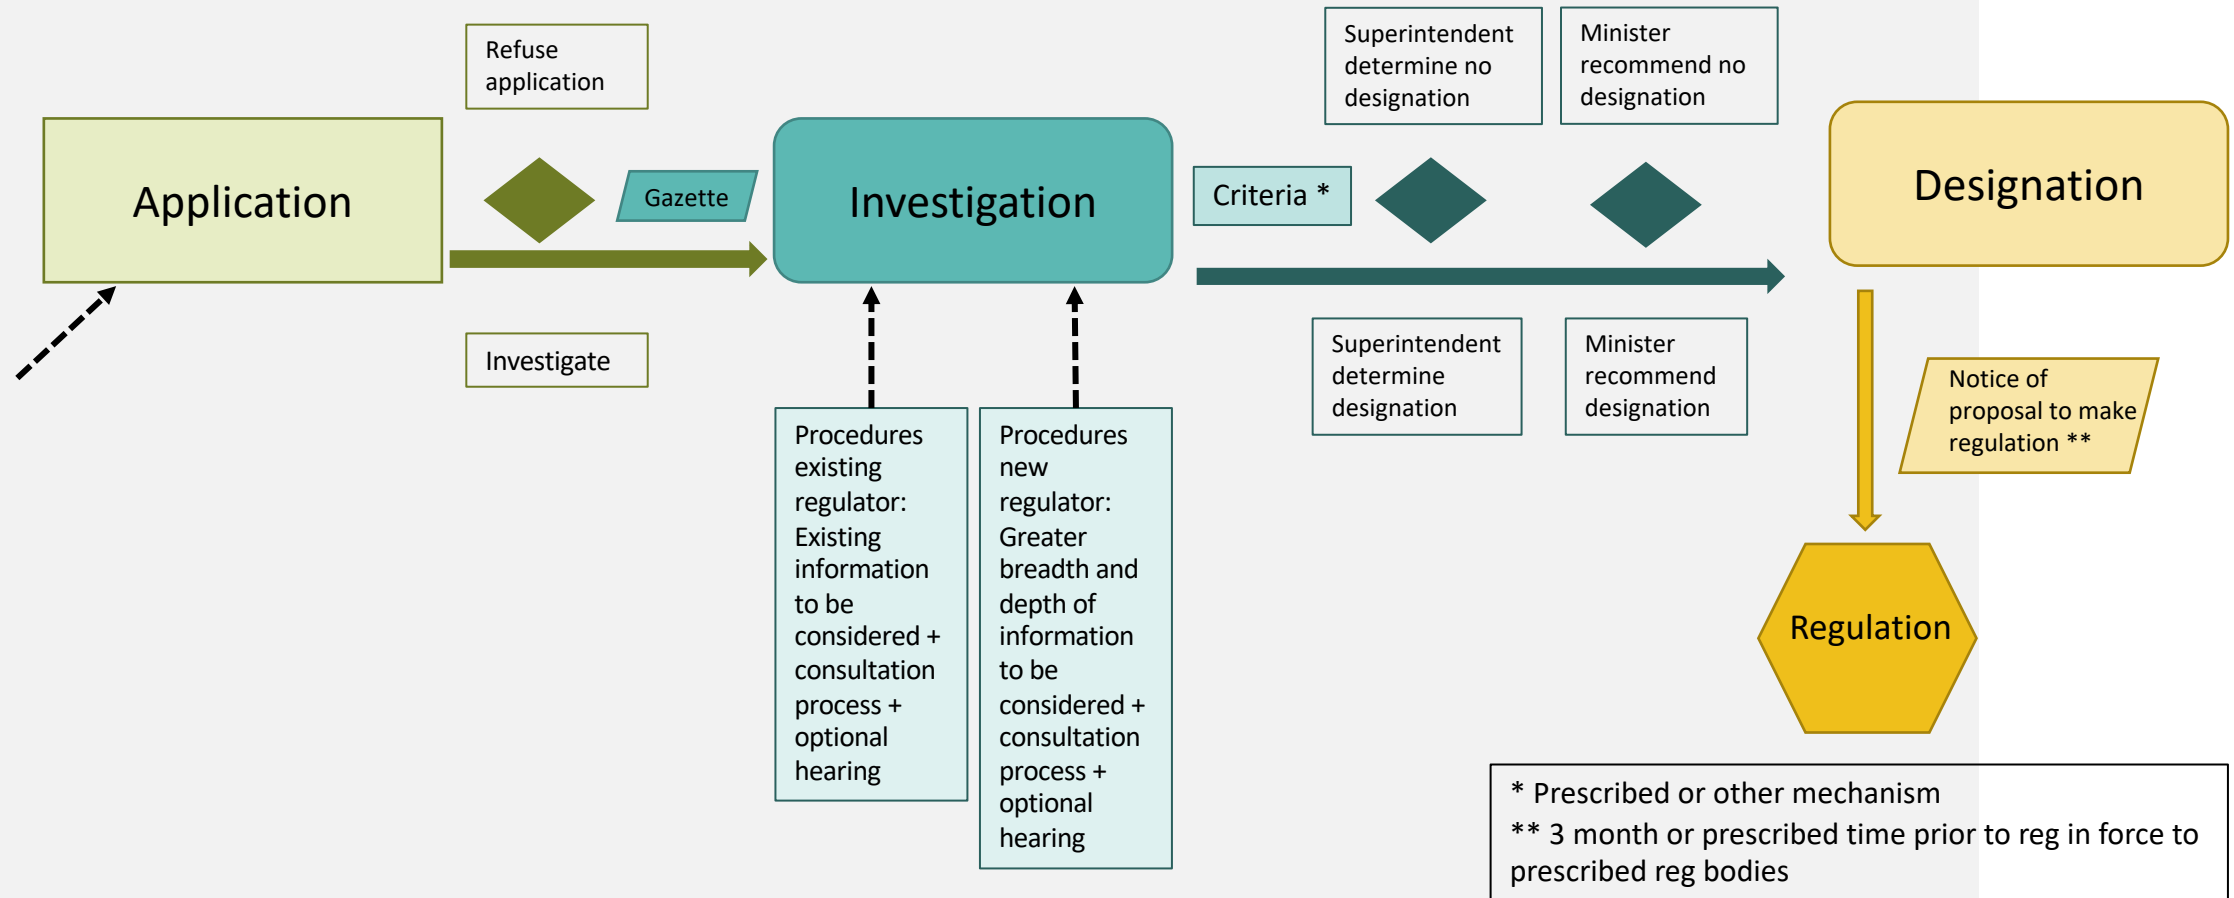 Application
Refuse
application
Investigate
Gazette
Investigation
Procedures
existing
regulator:
Existing
information
to be
considered +
consultation
process +
optional
hearing
Procedures
new
regulator:
Greater
breadth and
depth of
information
to be
considered +
consultation
process +
optional
hearing
Criteria *
Superintendent
determine no
designation
Superintendent
determine
designation
Minister
recommend no
designation
Minister
recommend
designation
Designation
Notice of
proposal to make
regulation **
Regulation
* Prescribed or other mechanism
** 3 month or prescribed time prior to reg in force to
prescribed reg bodies